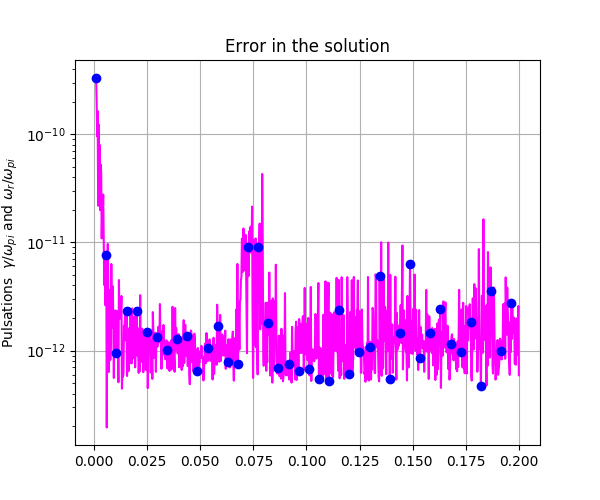 Error in the solution
Pulsations γ/ω_pi and ω_r/ω_pi
10^-10
10^-11
10^-12
0.000 0.025 0.050 0.075 0.100 0.125 0.150 0.175 0.200